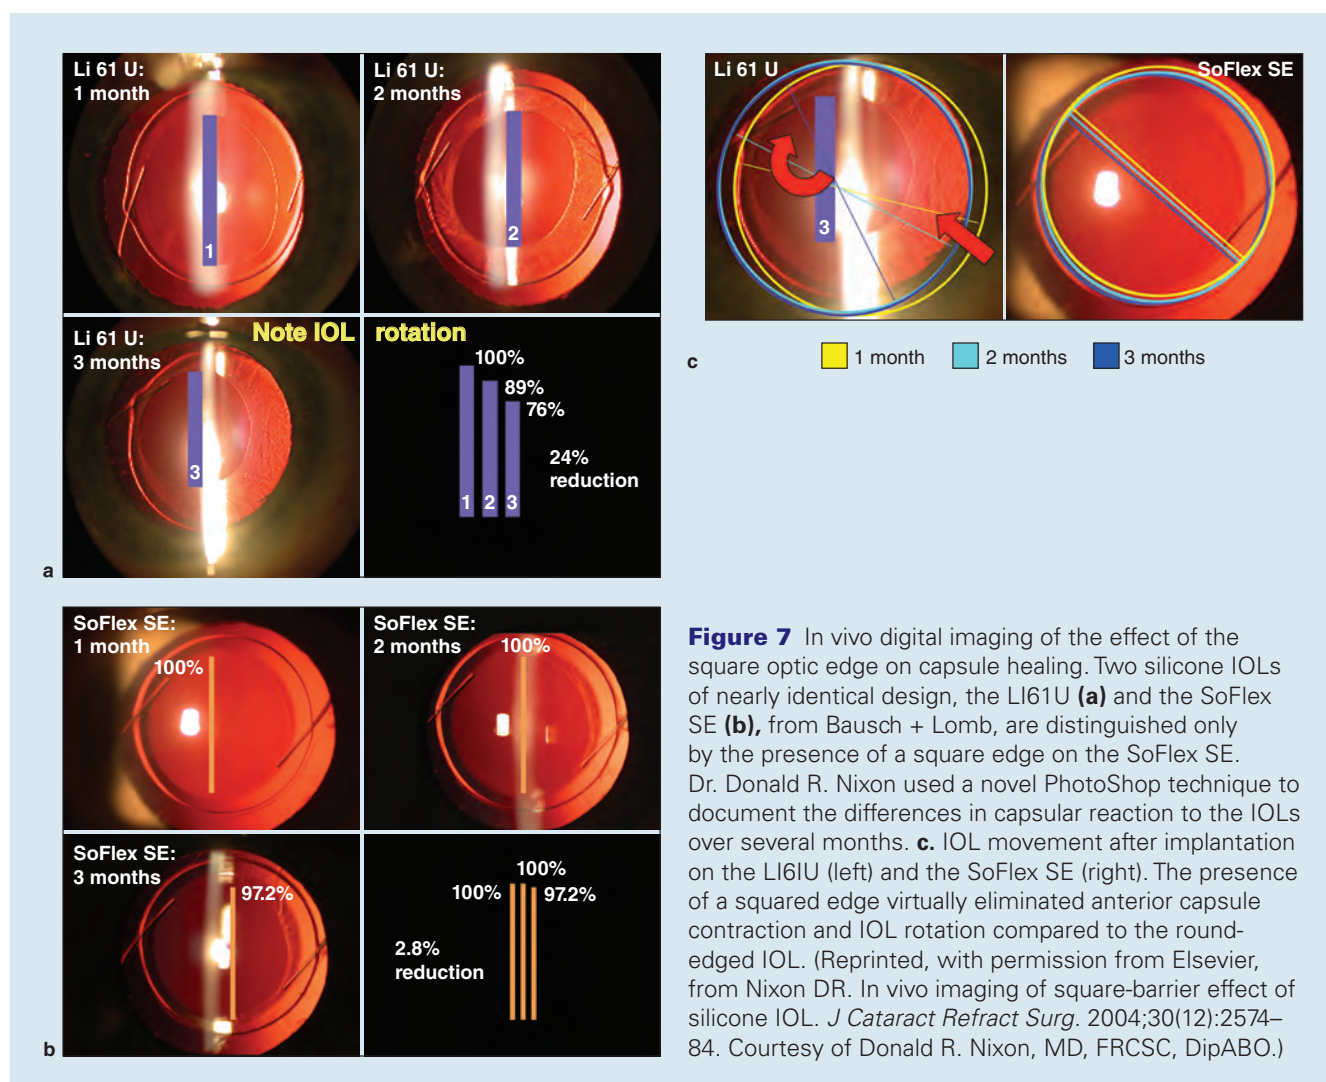 Li 61 U:
1 month
1
Li 61 U:
2 months
2
Li 61 U:
3 months
3
Note IOL rotation
100%
89%
76%
24%
reduction
1 2 3
a
Li 61 U
3
SoFlex SE
c
1 month 2 months 3 months
SoFlex SE:
1 month
100%
SoFlex SE:
2 months
100%
SoFlex SE:
3 months
97.2%
100%
100% 97.2%
2.8%
reduction
b
Figure 7 In vivo digital imaging of the effect of the
square optic edge on capsule healing. Two silicone IOLs
of nearly identical design, the LI61U (a) and the SoFlex
SE (b), from Bausch + Lomb, are distinguished only
by the presence of a square edge on the SoFlex SE.
Dr. Donald R. Nixon used a novel PhotoShop technique to
document the differences in capsular reaction to the IOLs
over several months. c. IOL movement after implantation
on the LI6IU (left) and the SoFlex SE (right). The presence
of a squared edge virtually eliminated anterior capsule
contraction and IOL rotation compared to the round-
edged IOL. (Reprinted, with permission from Elsevier,
from Nixon DR. In vivo imaging of square-barrier effect of
silicone IOL. J Cataract Refract Surg. 2004;30(12):2574–
84. Courtesy of Donald R. Nixon, MD, FRCSC, DipABO.)